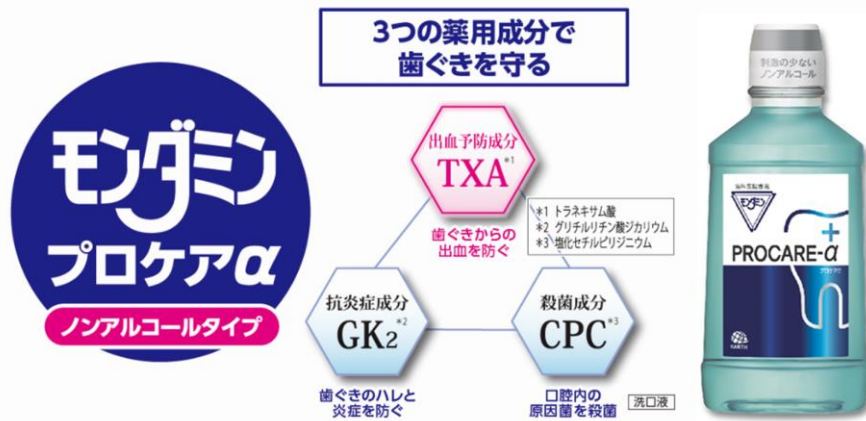 3つの薬用成分で
歯ぐきを守る
モンダミン
プロケアα
ノンアルコールタイプ
出血予防成分
TXA*1
歯ぐきからの
出血を防ぐ
*1 トラネキサム酸
*2 グリチルリチン酸ジカリウム
*3 塩化セチルピリジニウム
抗炎症成分
GK2*2
歯ぐきのハレと
炎症を防ぐ
殺菌成分
CPC*3
口腔内の
原因菌を殺菌
洗口液
刺激の少ない
ノンアルコール
モンダミン
PROCARE-α
プロケアα
EARTH